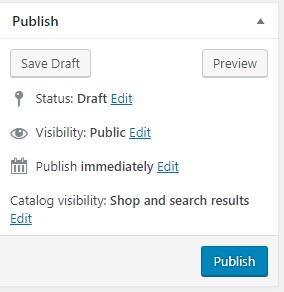 Publish
Save Draft Preview
Status: Draft Edit
Visibility: Public Edit
Publish immediately Edit
Catalog visibility: Shop and search results
Edit
Publish